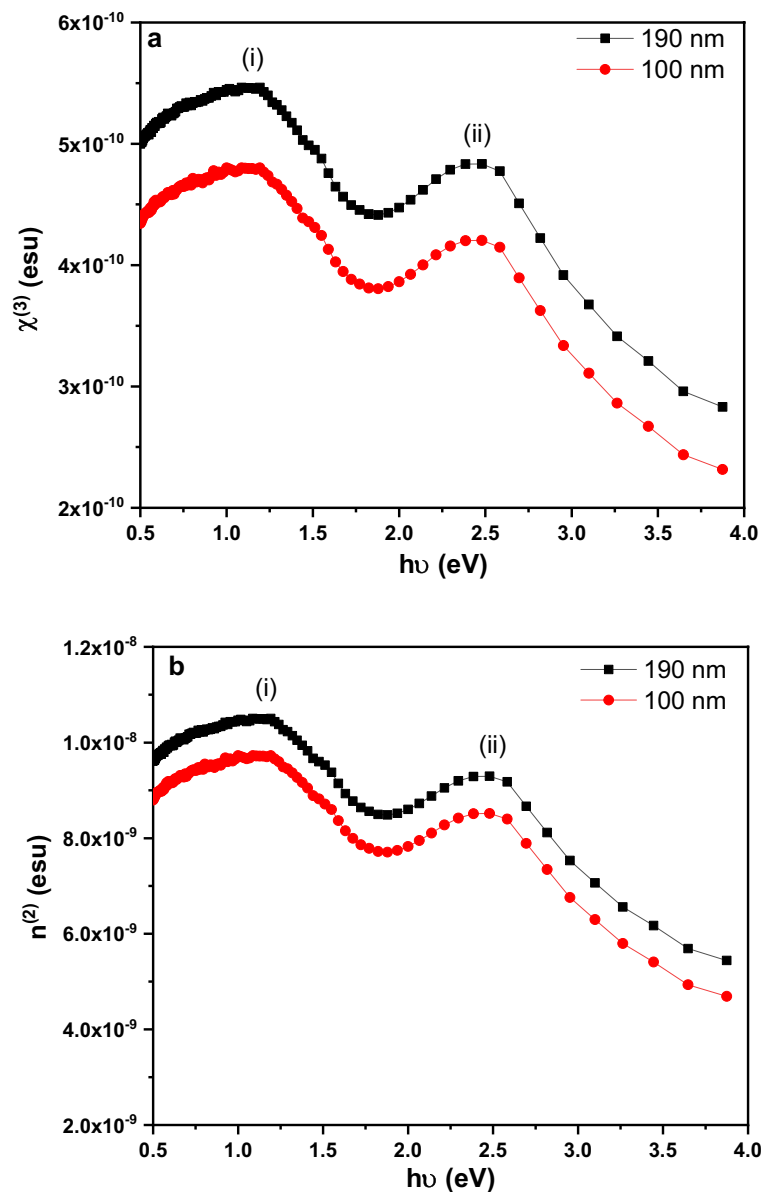 a
190 nm
100 nm
(i)
(ii)
6x10⁻¹⁰
5x10⁻¹⁰
4x10⁻¹⁰
3x10⁻¹⁰
2x10⁻¹⁰
χ⁽³⁾ (esu)
0.5 1.0 1.5 2.0 2.5 3.0 3.5 4.0
hυ (eV)
b
190 nm
100 nm
(i)
(ii)
1.2x10⁻⁸
1.0x10⁻⁸
8.0x10⁻⁹
6.0x10⁻⁹
4.0x10⁻⁹
2.0x10⁻⁹
n⁽²⁾ (esu)
0.5 1.0 1.5 2.0 2.5 3.0 3.5 4.0
hυ (eV)